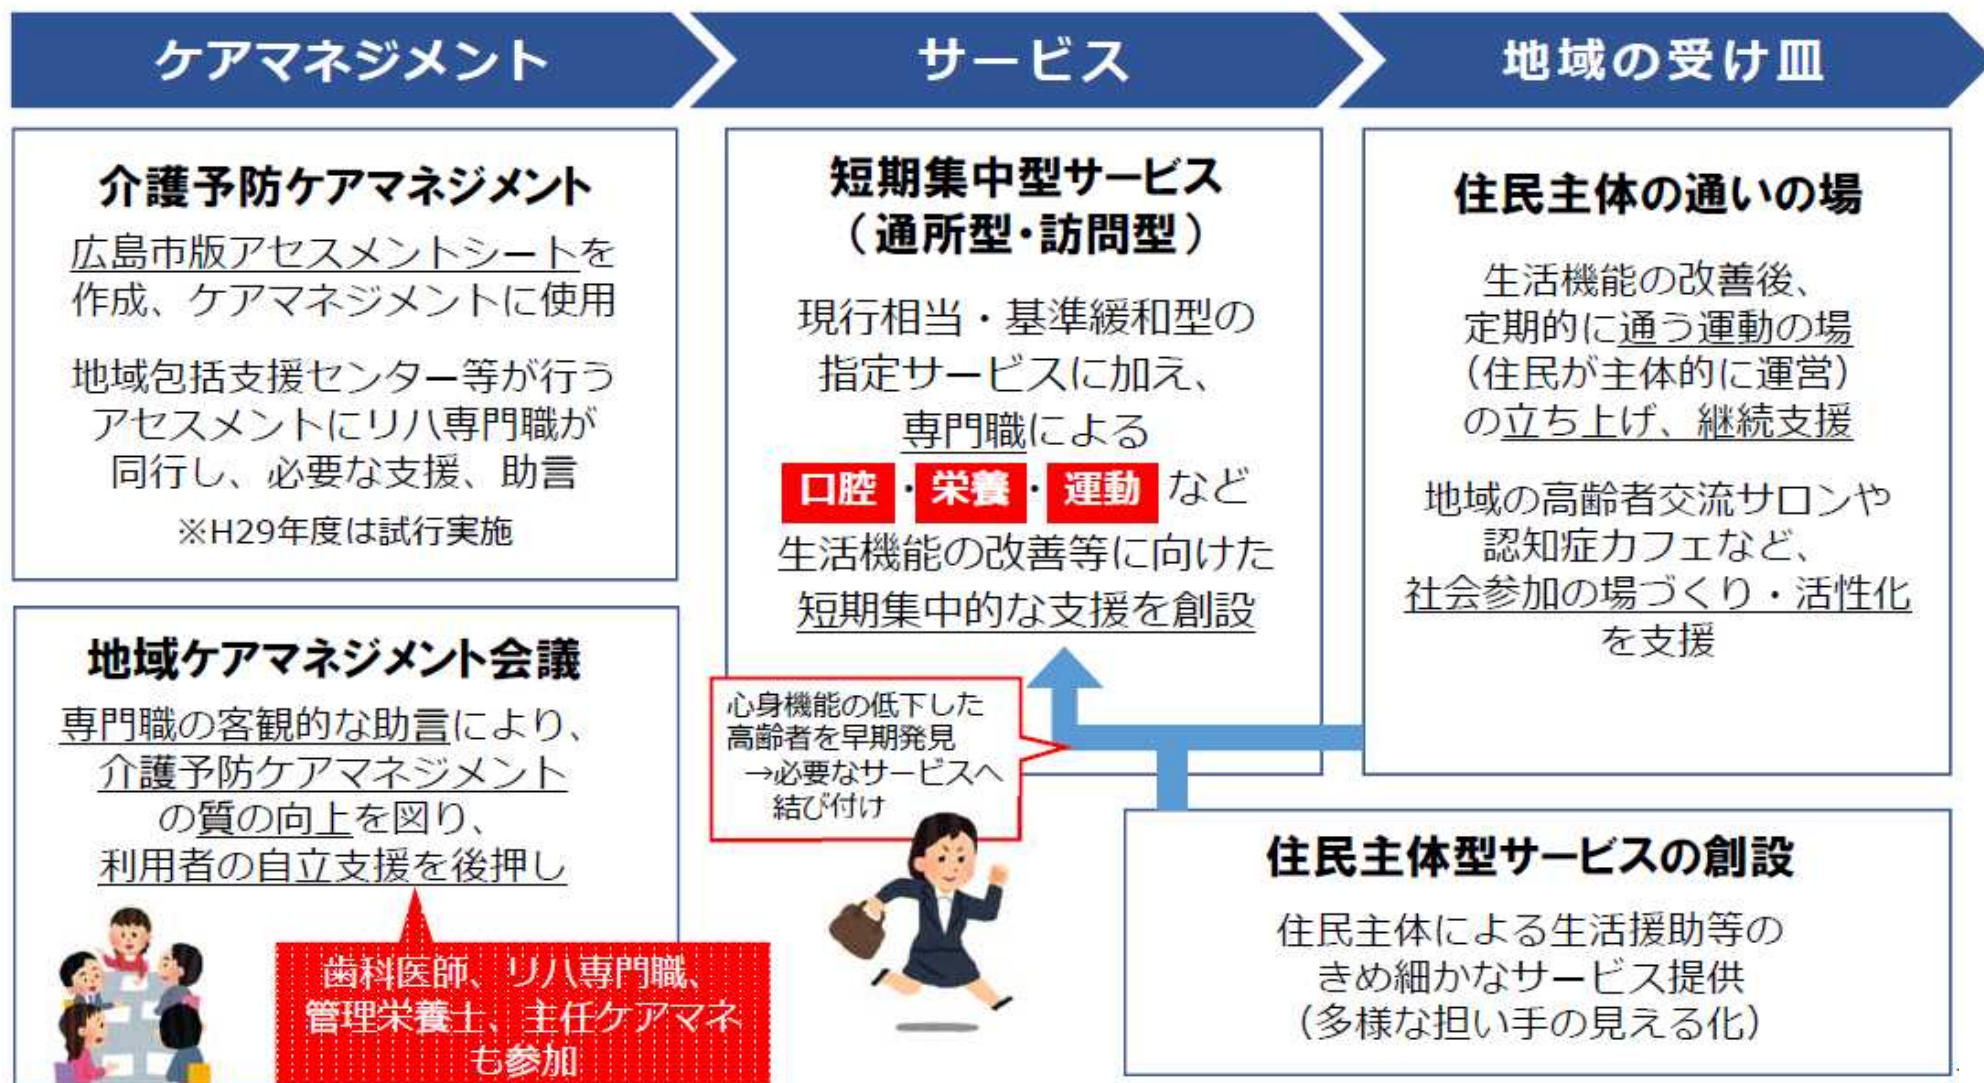 ケアマネジメント
サービス
地域の受け皿
介護予防ケアマネジメント
広島市版アセスメントシートを
作成、ケアマネジメントに使用
地域包括支援センター等が行う
アセスメントにリハ専門職が
同行し、必要な支援、助言
※H29年度は試行実施
地域ケアマネジメント会議
専門職の客観的な助言により、
介護予防ケアマネジメント
の質の向上を図り、
利用者の自立支援を後押し
歯科医師、リハ専門職、
管理栄養士、主任ケアマネ
も参加
短期集中型サービス
(通所型・訪問型)
現行相当・基準緩和型の
指定サービスに加え、
専門職による
口腔・栄養・運動など
生活機能の改善等に向けた
短期集中的な支援を創設
心身機能の低下した
高齢者を早期発見
→必要なサービスへ
結び付け
住民主体の通いの場
生活機能の改善後、
定期的に通う運動の場
(住民が主体的に運営)
の立ち上げ、継続支援
地域の高齢者交流サロンや
認知症カフェなど、
社会参加の場づくり・活性化
を支援
住民主体型サービスの創設
住民主体による生活援助等の
きめ細かなサービス提供
(多様な担い手の見える化)